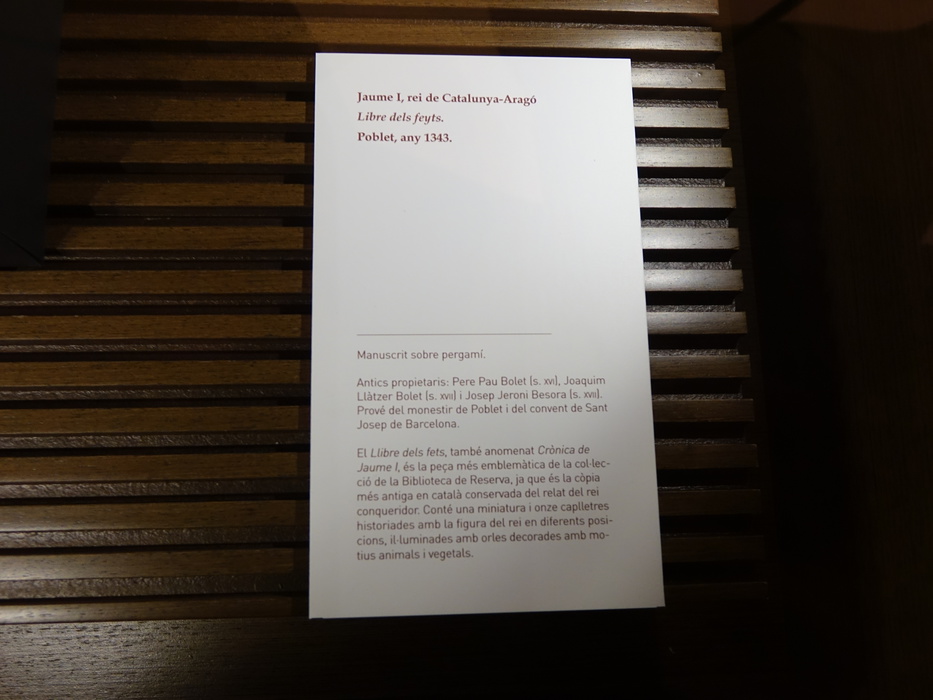 Jaume I, rei de Catalunya-Aragó
Libre dels feyts.
Poblet, any 1343.
Manuscrit sobre pergamí.
Antics propietaris: Pere Pau Bolet (s. XVI), Joaquim
Llàtzer Bolet (s. XVII) i Josep Jeroni Besora (s. XVII).
Prové del monestir de Poblet i del convent de Sant
Josep de Barcelona.
El Llibre dels fets, també anomenat Crònica de
Jaume I, és la peça més emblemàtica de la col·lec-
ció de la Biblioteca de Reserva, ja que és la còpia
més antiga en català conservada del relat del rei
conqueridor. Conté una miniatura i onze caplletres
historiades amb la figura del rei en diferents posi-
cions, il·luminades amb orles decorades amb mo-
tius animals i vegetals.